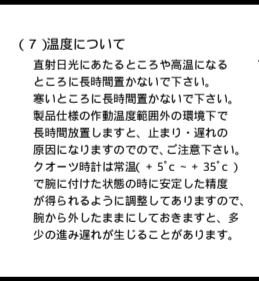 (7)温度について
直射日光にあたるところや高温になる
ところに長時間置かないで下さい。
寒いところに長時間置かないで下さい。
製品仕様の作動温度範囲外の環境下で
長時間放置しますと、止まり・遅れの
原因になりますのでので、ご注意下さい。
クオーツ時計は常温( + 5˚c ~ + 35˚c )
で腕に付けた状態の時に安定した精度
が得られるように調整してありますので、
腕から外したままにしておきますと、多
少の進み遅れが生じることがあります。